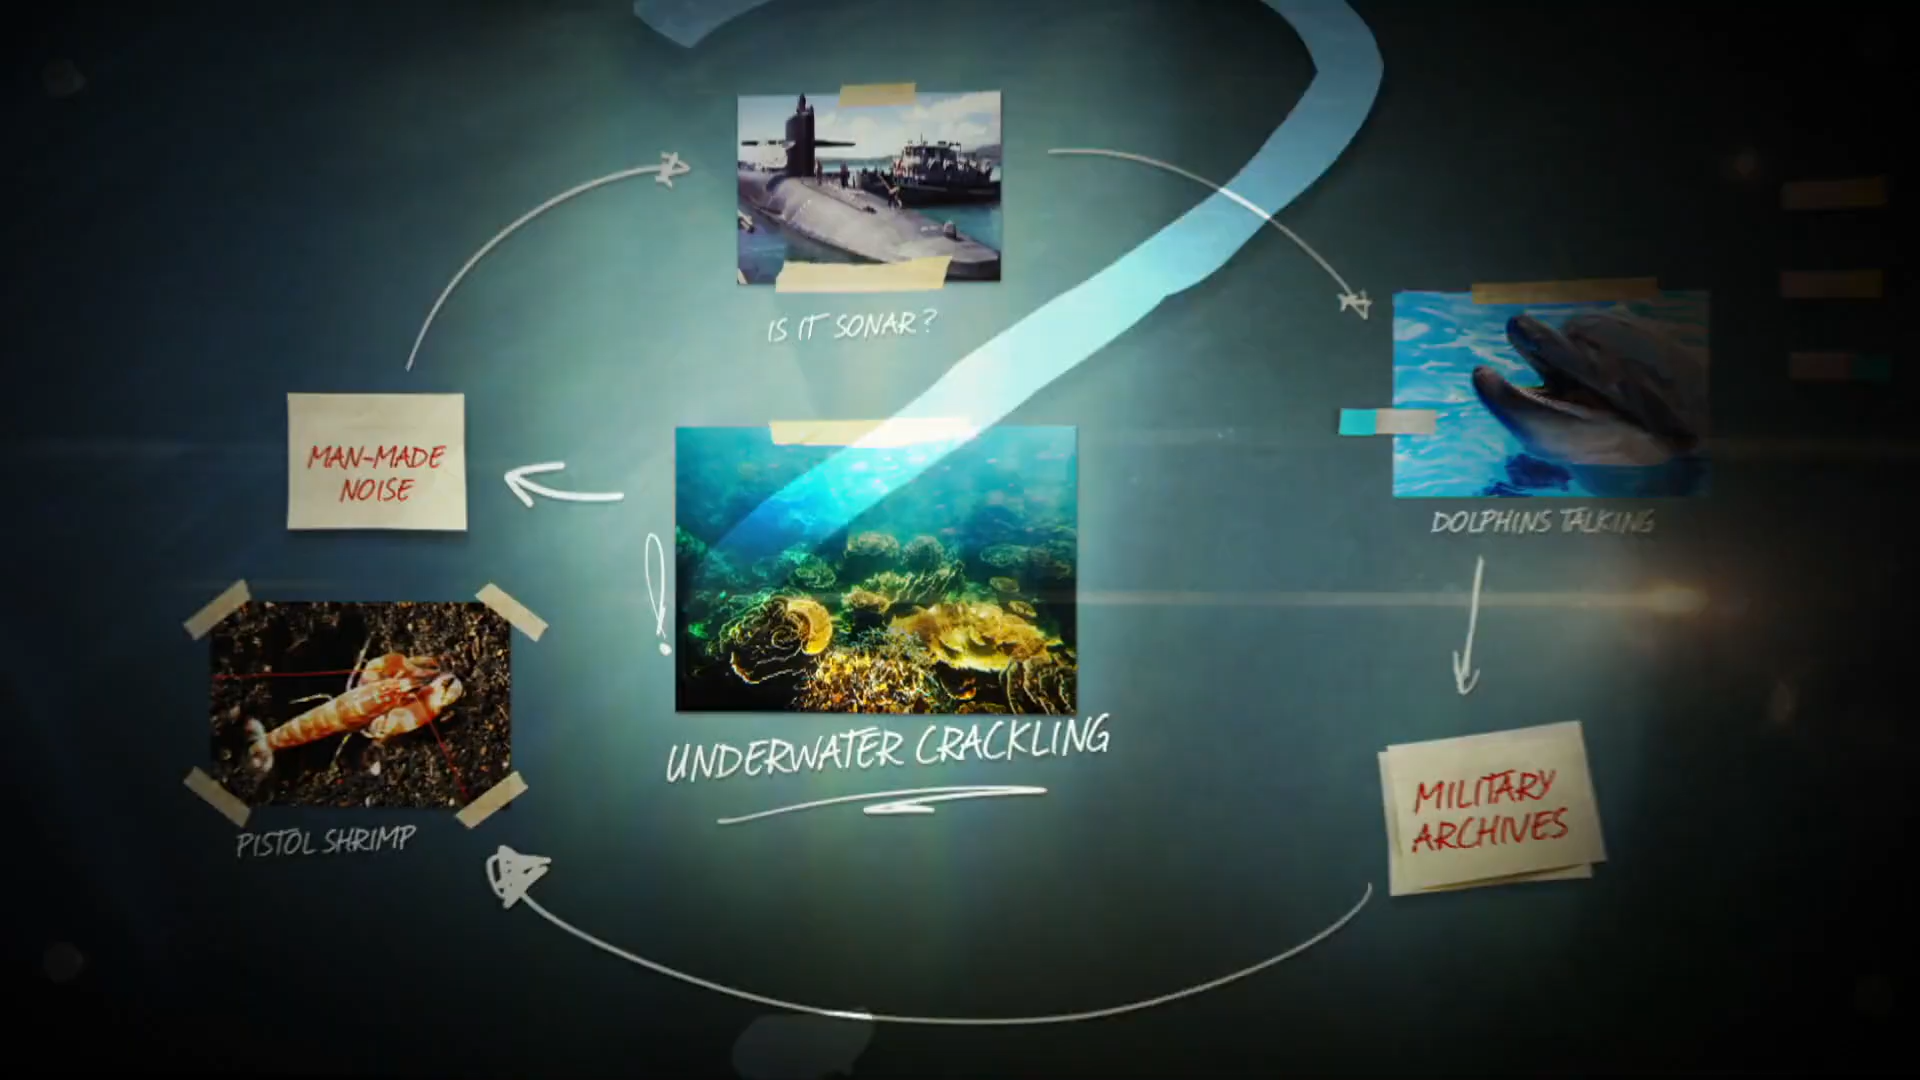 IS IT SONAR?
MAN-MADE
NOISE
DOLPHINS TALKING
UNDERWATER CRACKLING
MILITARY
ARCHIVES
PISTOL SHRIMP